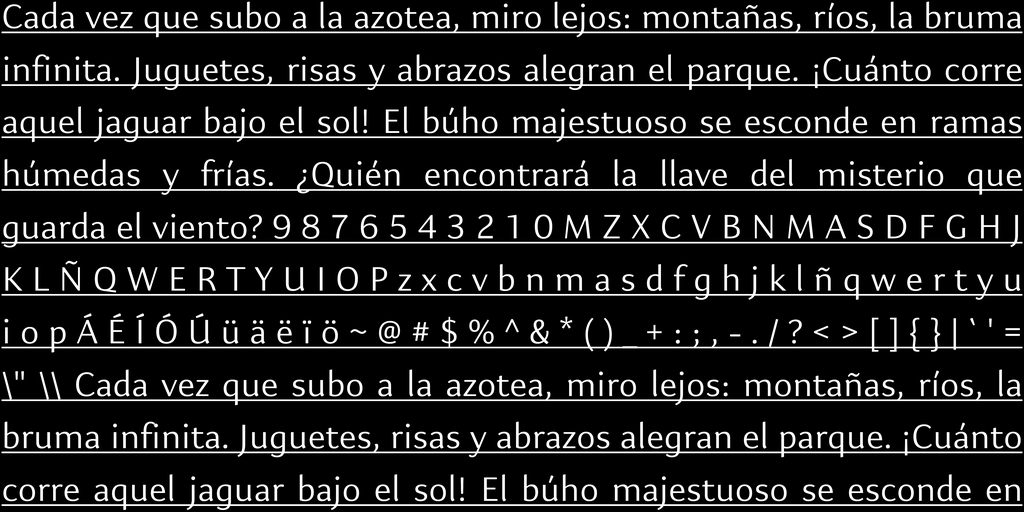 Cada vez que subo a la azotea, miro lejos: montañas, ríos, la bruma
infinita. Juguetes, risas y abrazos alegran el parque. ¡Cuánto corre
aquel jaguar bajo el sol! El búho majestuoso se esconde en ramas
húmedas y frías. ¿Quién encontrará la llave del misterio que
guarda el viento? 9 8 7 6 5 4 3 2 1 0 M Z X C V B N M A S D F G H J
K L Ñ Q W E R T Y U I O P z x c v b n m a s d f g h j k l ñ q w e r t y u
i o p Á É Í Ó Ú ü ä ë ï ö ~ @ # $ % ^ & * ( ) _ + : ; , - . / ? < > [ ] { } | ` ' =
\" \\ Cada vez que subo a la azotea, miro lejos: montañas, ríos, la
bruma infinita. Juguetes, risas y abrazos alegran el parque. ¡Cuánto
corre aquel jaguar bajo el sol! El búho majestuoso se esconde en